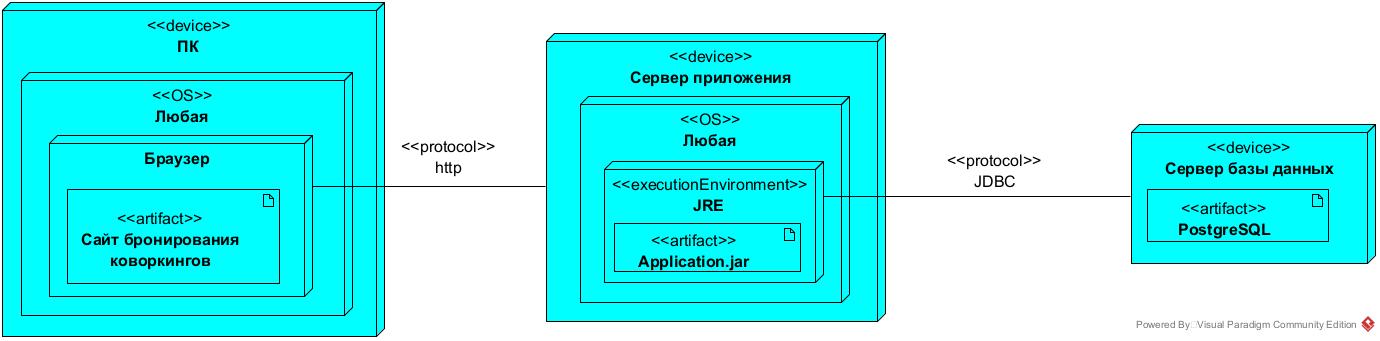 <<device>>
ПК
<<OS>>
Любая
Браузер
<<artifact>>
Сайт бронирования
коворкингов
<<protocol>>
http
<<device>>
Сервер приложения
<<OS>>
Любая
<<executionEnvironment>>
JRE
<<artifact>>
Application.jar
<<protocol>>
JDBC
<<device>>
Сервер базы данных
<<artifact>>
PostgreSQL
Powered By Visual Paradigm Community Edition